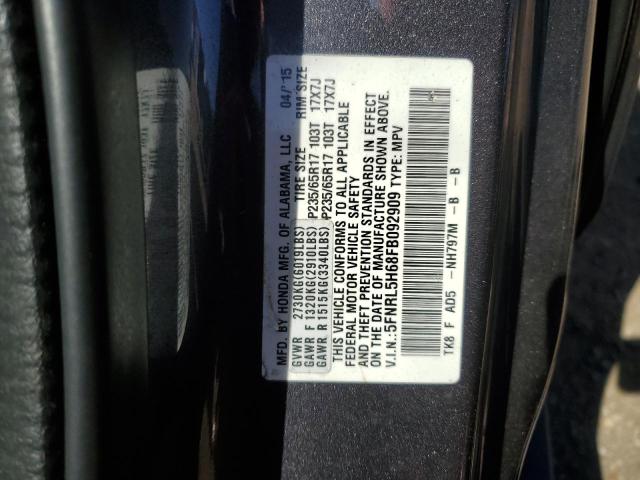 MFD. BY HONDA MFG. OF ALABAMA, LLC 04/15
GVWR 2730KG(6019LBS) TIRE SIZE RIM SIZE
GAWR F 1320KG(2910LBS) P235/65R17 103T 17X7J
GAWR R 1515KG(3340LBS) P235/65R17 103T 17X7J
THIS VEHICLE CONFORMS TO ALL APPLICABLE
FEDERAL MOTOR VEHICLE SAFETY
AND THEFT PREVENTION STANDARDS IN EFFECT
ON THE DATE OF MANUFACTURE SHOWN ABOVE.
V.I.N.:5FNRL5H68FB092909 TYPE: MPV
TK8 F AD5 -NH797M -B -B